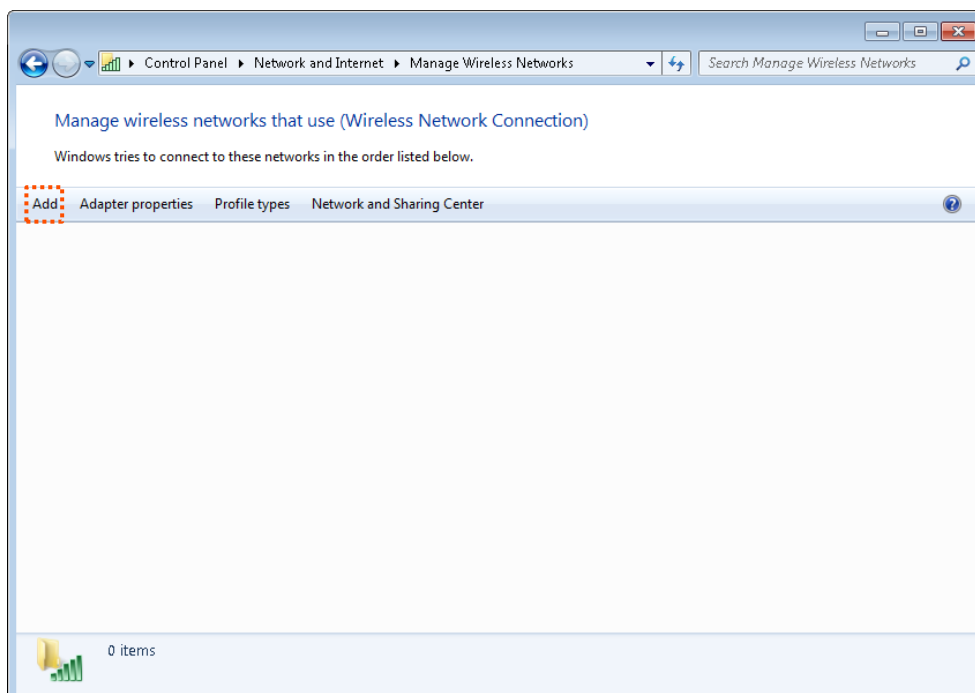 Control Panel Network and Internet Manage Wireless Networks Search Manage Wireless Networks
Manage wireless networks that use (Wireless Network Connection)
Windows tries to connect to these networks in the order listed below.
Add Adapter properties Profile types Network and Sharing Center
0 items